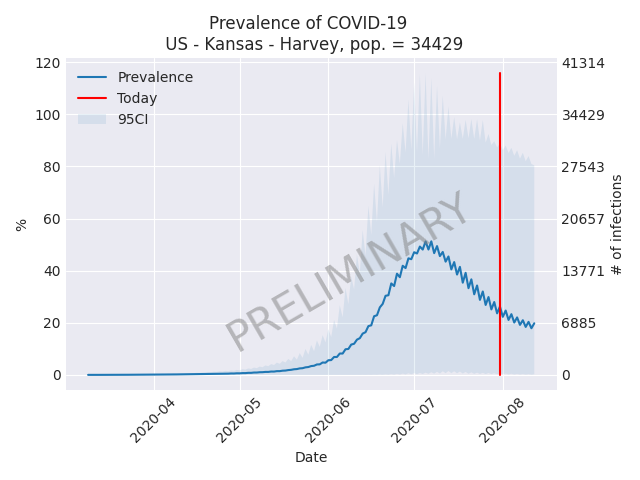 Prevalence of COVID-19
US - Kansas - Harvey, pop. = 34429
120
100
80
60
40
20
0
%
41314
34429
27543
20657
13771
6885
0
# of infections
Prevalence
Today
95CI
PRELIMINARY
2020-04
2020-05
2020-06
2020-07
2020-08
Date